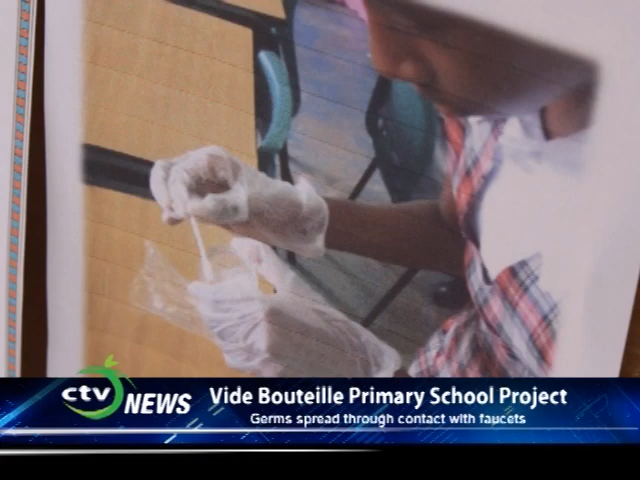 ctv NEWS
Vide Bouteille Primary School Project
Germs spread through contact with faucets